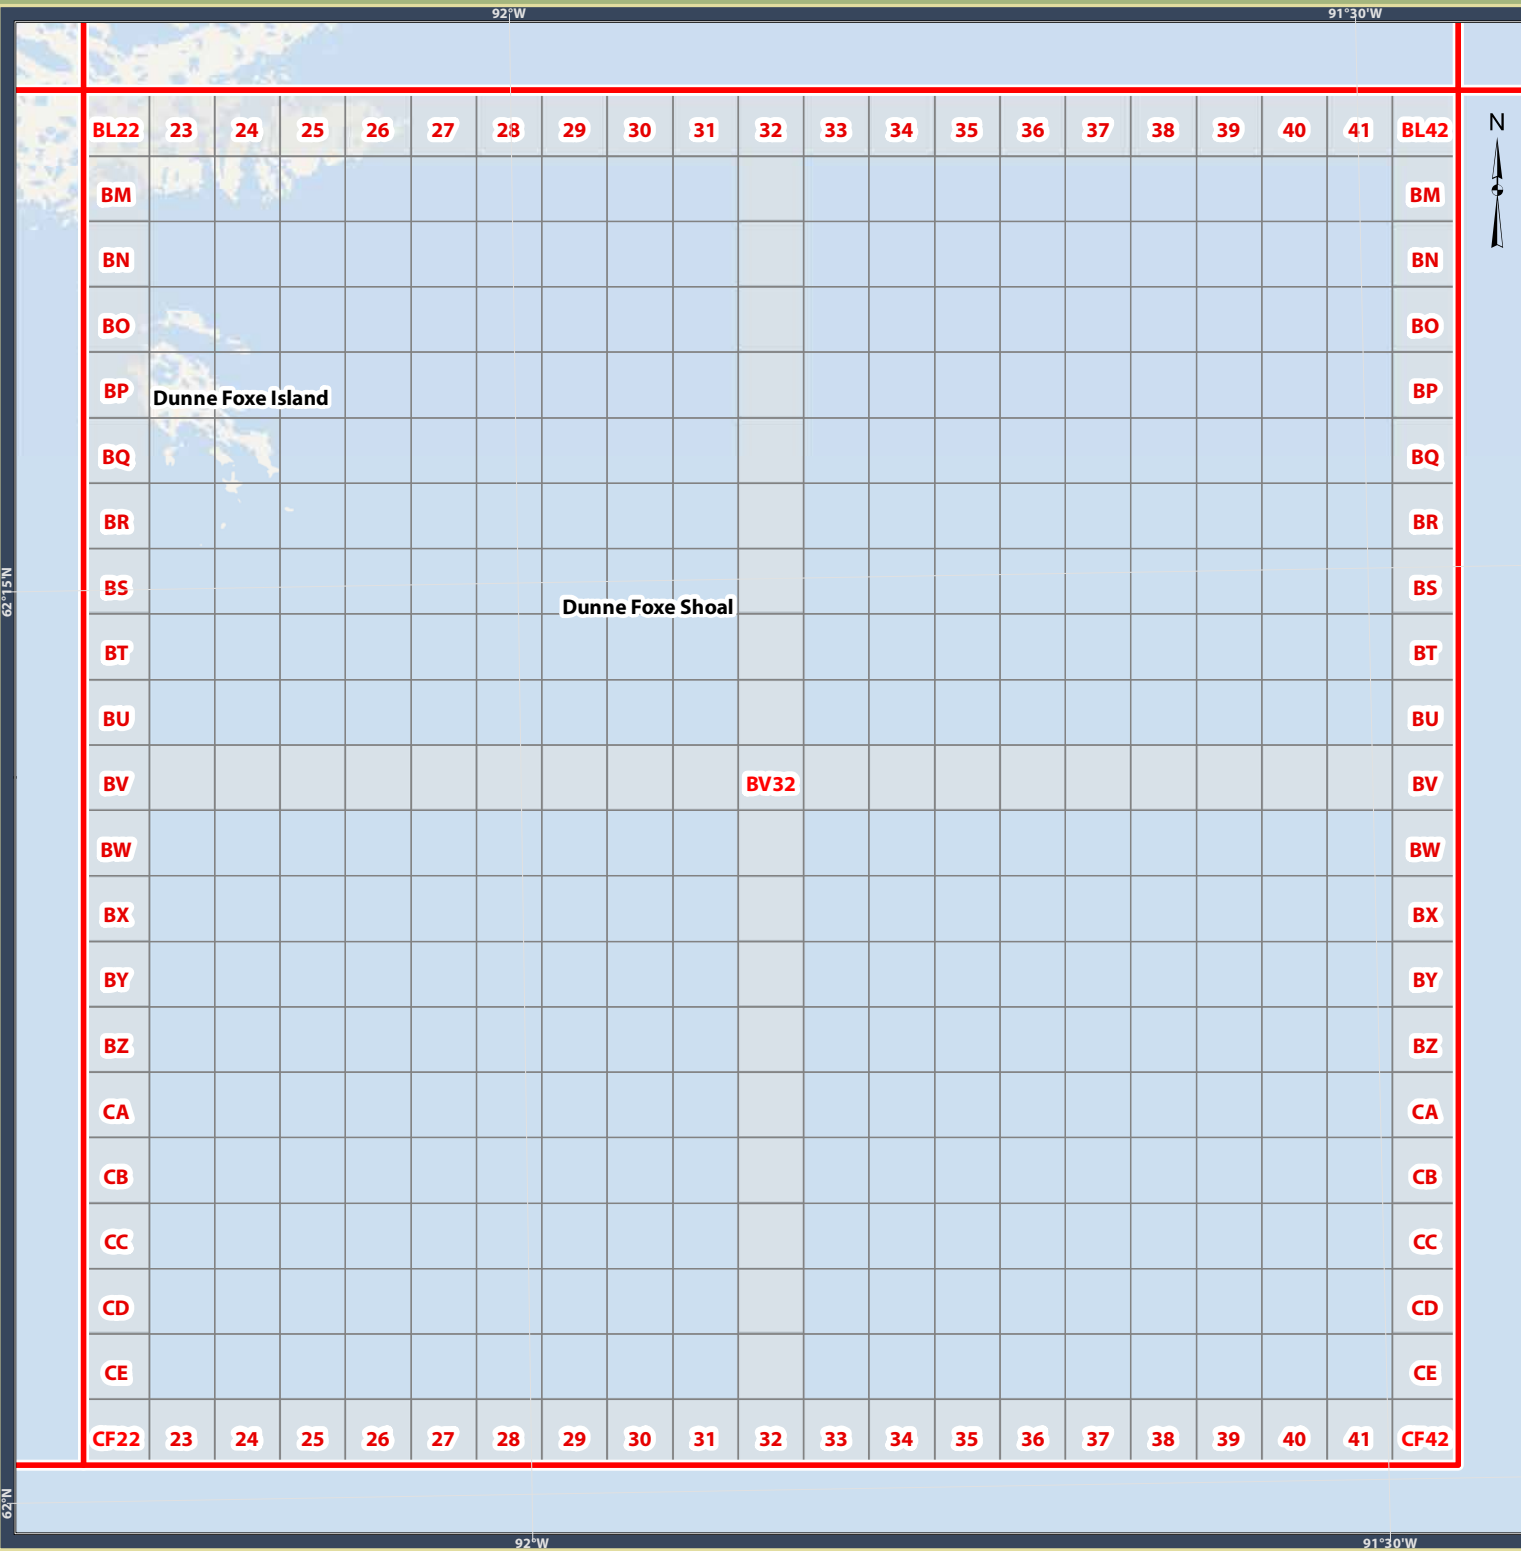 92°W 91°30'W
BL22 23 24 25 26 27 28 29 30 31 32 33 34 35 36 37 38 39 40 41 BL42
N
BM BM
BN BN
BO BO
BP BP
Dunne Foxe Island
BQ BQ
BR BR
62°15'N
BS BS
Dunne Foxe Shoal
BT BT
BU BU
BV BV32 BV
BW BW
BX BX
BY BY
BZ BZ
CA CA
CB CB
CC CC
CD CD
CE CE
CF22 23 24 25 26 27 28 29 30 31 32 33 34 35 36 37 38 39 40 41 CF42
62°N
92°W 91°30'W